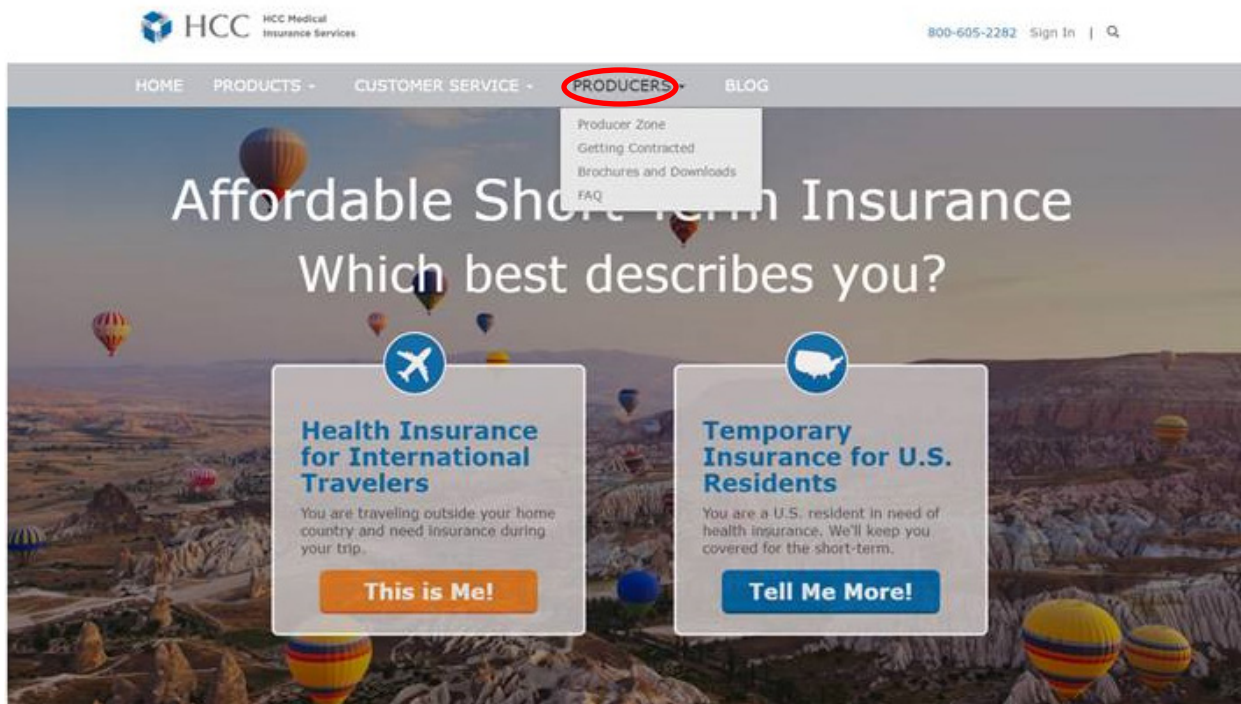 HCC HCC Medical
Insurance Services
800-605-2282 Sign In |
HOME PRODUCTS CUSTOMER SERVICE PRODUCERS BLOG
Producer Zone
Getting Contracted
Brochures and Downloads
FAQ
Affordable Short Term Insurance
Which best describes you?
Health Insurance
for International
Travelers
You are traveling outside your home
country and need insurance during
your trip.
This is Me!
Temporary
Insurance for U.S.
Residents
You are a U.S. resident in need of
health insurance. We'll keep you
covered for the short-term.
Tell Me More!